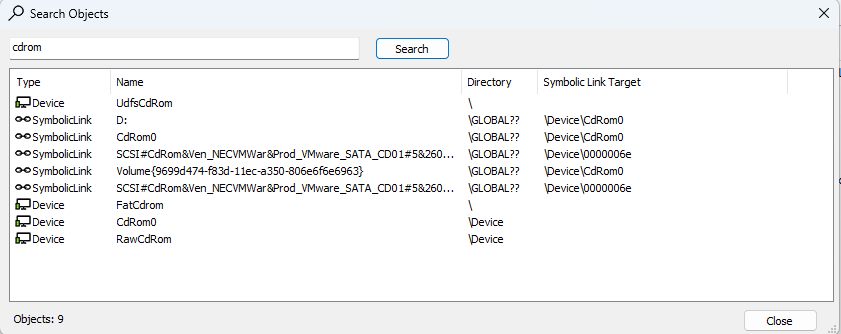 Search Objects
cdrom Search
Type Name Directory Symbolic Link Target
Device UdfsCdRom \
SymbolicLink D: \GLOBAL?? \Device\CdRom0
SymbolicLink CdRom0 \GLOBAL?? \Device\CdRom0
SymbolicLink SCSI#CdRom&Ven_NECVMWar&Prod_VMware_SATA_CD01#5&260... \GLOBAL?? \Device\0000006e
SymbolicLink Volume{9699d474-f83d-11ec-a350-806e6f6e6963} \GLOBAL?? \Device\CdRom0
SymbolicLink SCSI#CdRom&Ven_NECVMWar&Prod_VMware_SATA_CD01#5&260... \GLOBAL?? \Device\0000006e
Device FatCdrom \
Device CdRom0 \Device
Device RawCdRom \Device
Objects: 9 Close